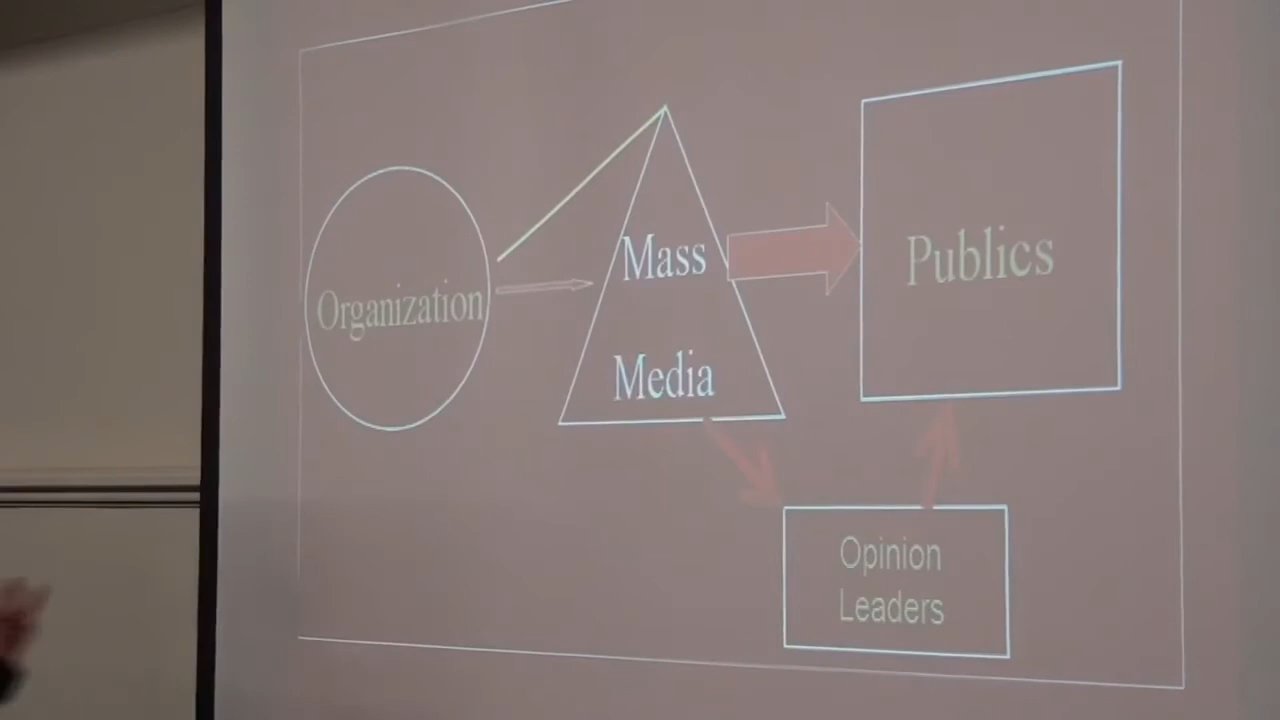 Organization
Mass
Media
Publics
Opinion
Leaders